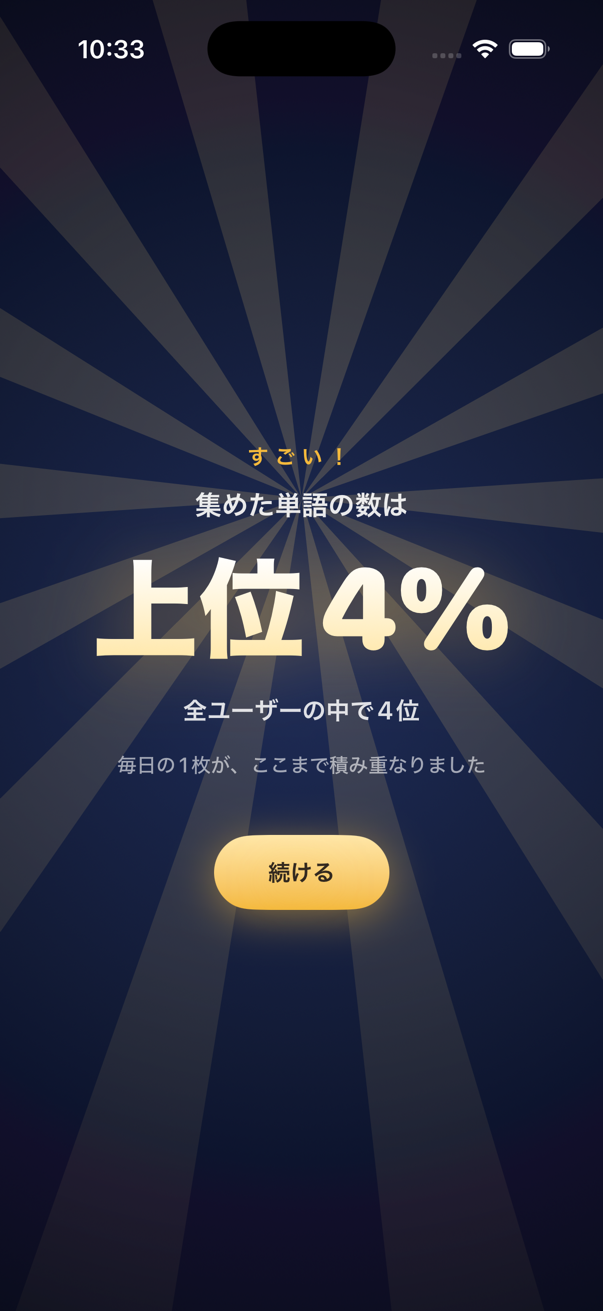 10:33
すごい！
集めた単語の数は
上位4%
全ユーザーの中で4位
毎日の1枚が、ここまで積み重なりました
続ける